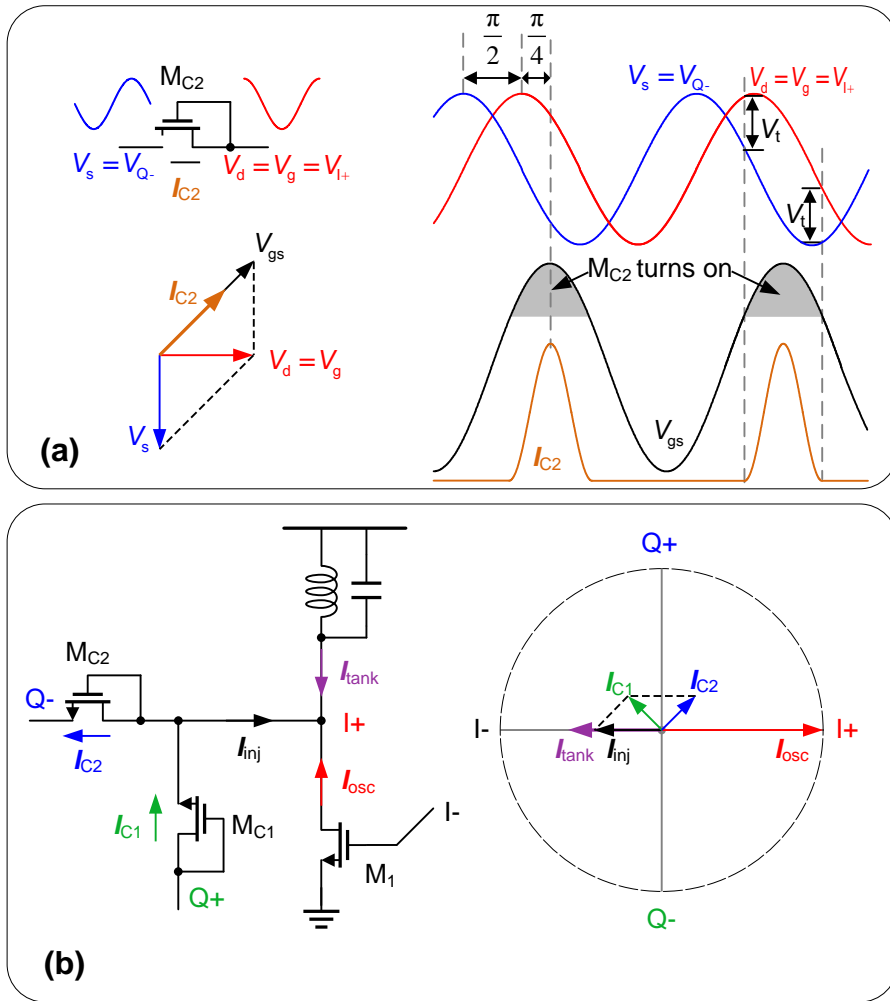 π/2
π/4
M_C2
V_s = V_Q-
V_d = V_g = V_I+
I_C2
V_s = V_Q-
V_d = V_g = V_I+
V_t
V_t
V_gs
I_C2
V_d = V_g
V_s
M_C2 turns on
V_gs
I_C2
(a)
M_C2
Q-
I_C2
I_inj
I_tank
I+
I_osc
I_C1
M_C1
Q+
M_1
I-
Q+
I_C1
I_C2
I-
I_tank
I_inj
I_osc
I+
Q-
(b)